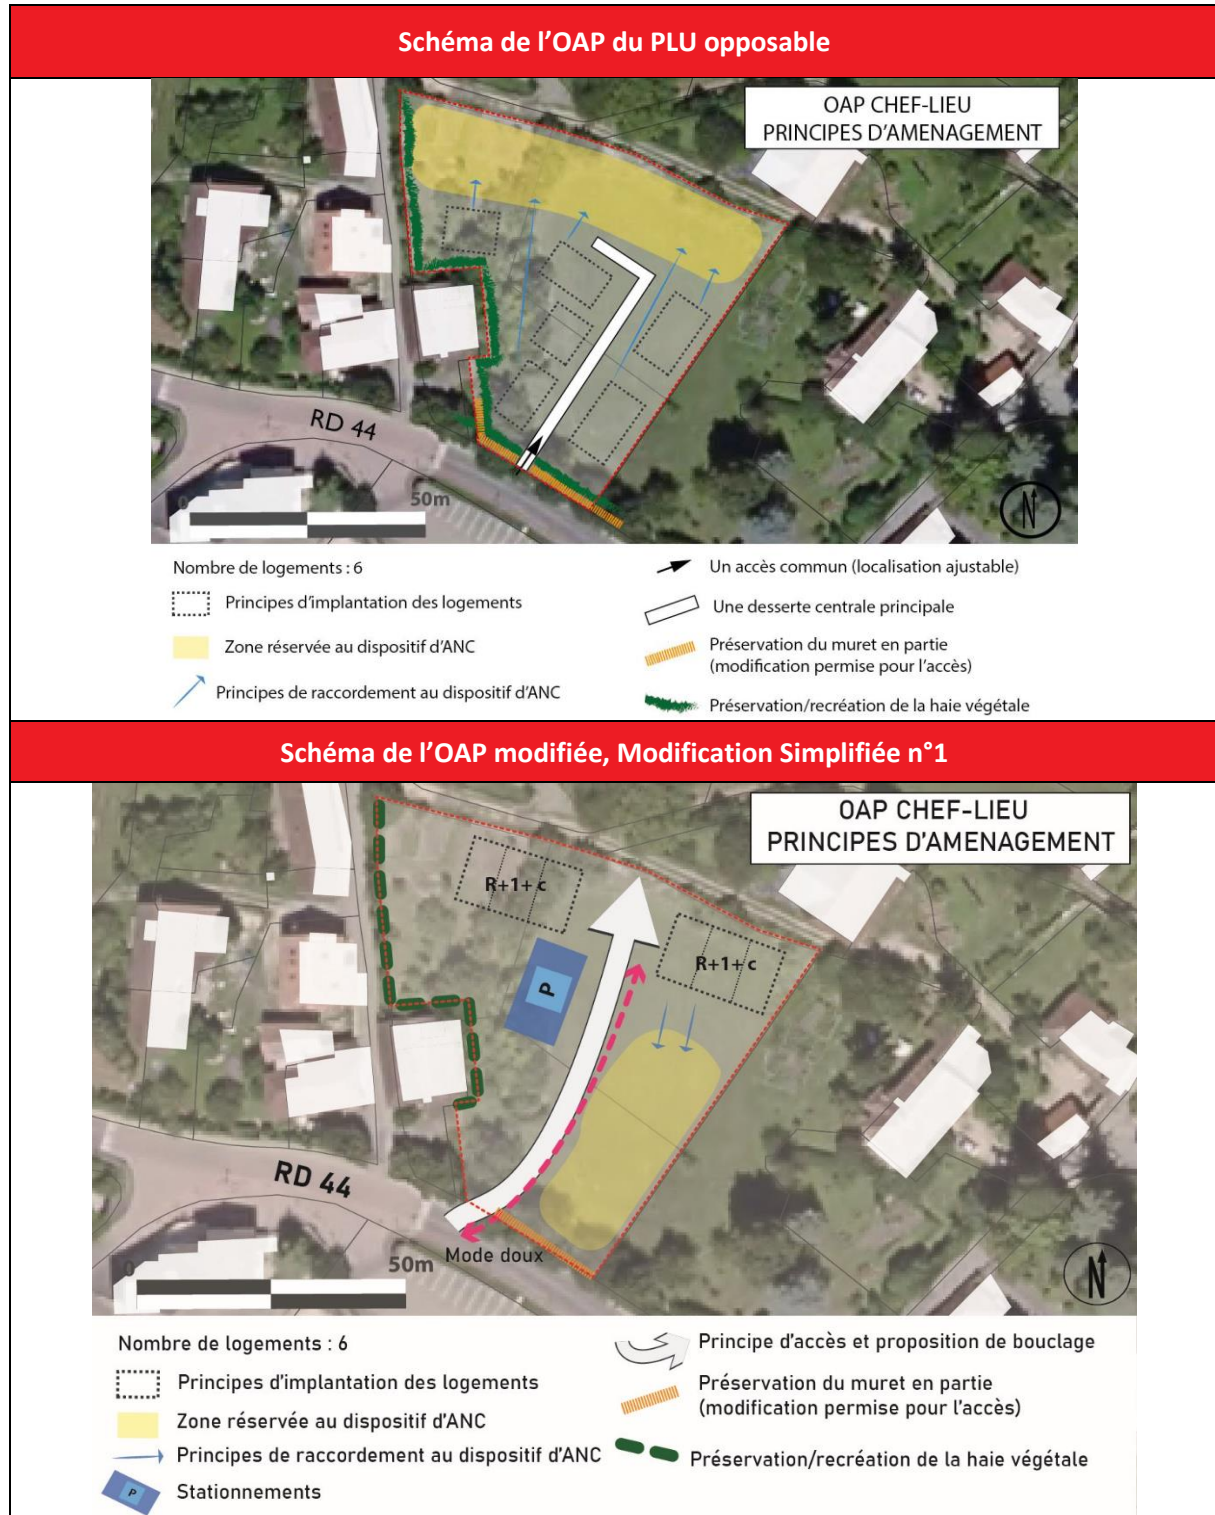 Schéma de l’OAP du PLU opposable
OAP CHEF-LIEU
PRINCIPES D'AMENAGEMENT
RD 44
0
50m
N
Nombre de logements : 6
Principes d'implantation des logements
Zone réservée au dispositif d'ANC
Principes de raccordement au dispositif d'ANC
Un accès commun (localisation ajustable)
Une desserte centrale principale
Préservation du muret en partie
(modification permise pour l'accès)
Préservation/recréation de la haie végétale
Schéma de l’OAP modifiée, Modification Simplifiée n°1
OAP CHEF-LIEU
PRINCIPES D'AMENAGEMENT
R+1+ c
R+1+ c
P
RD 44
Mode doux
0
50m
N
Nombre de logements : 6
Principes d'implantation des logements
Zone réservée au dispositif d'ANC
Principes de raccordement au dispositif d'ANC
P
Stationnements
Principe d'accès et proposition de bouclage
Préservation du muret en partie
(modification permise pour l'accès)
Préservation/recréation de la haie végétale